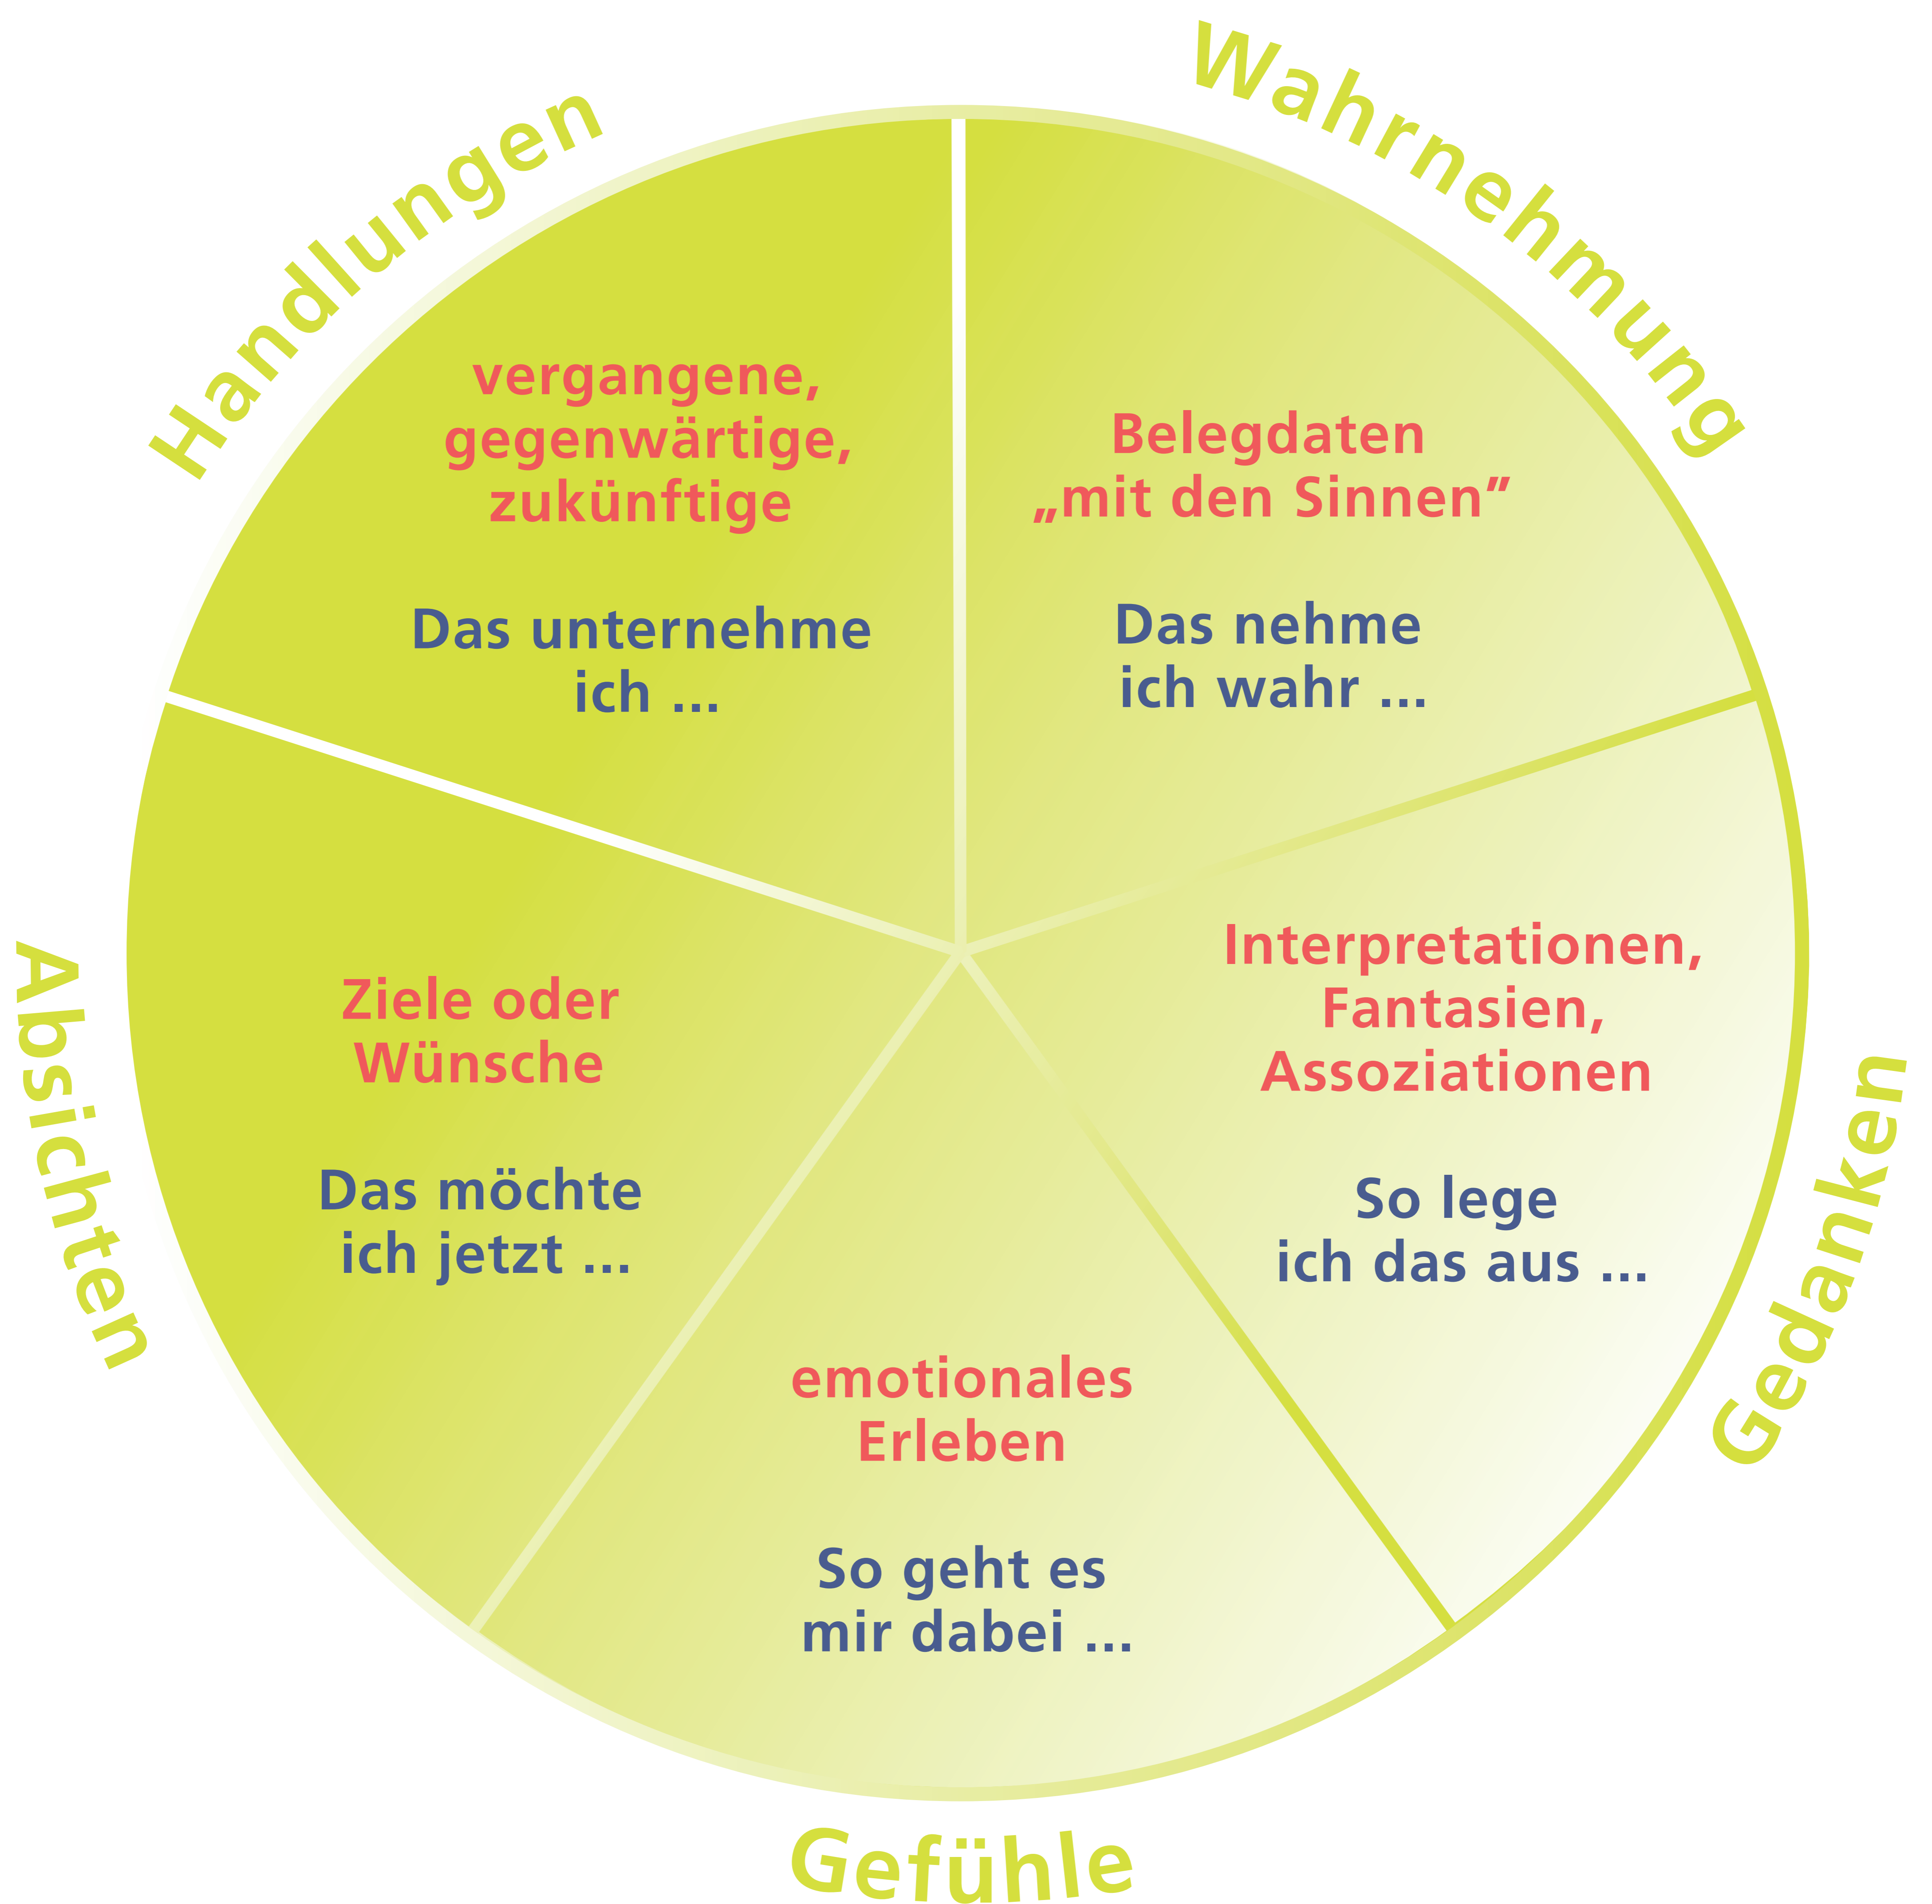 Wahrnehmung
Belegdaten
„mit den Sinnen”
Das nehme
ich wahr ...
Gedanken
Interpretationen,
Fantasien,
Assoziationen
So lege
ich das aus ...
Gefühle
emotionales
Erleben
So geht es
mir dabei ...
Absichten
Ziele oder
Wünsche
Das möchte
ich jetzt ...
Handlungen
vergangene,
gegenwärtige,
zukünftige
Das unternehme
ich ...